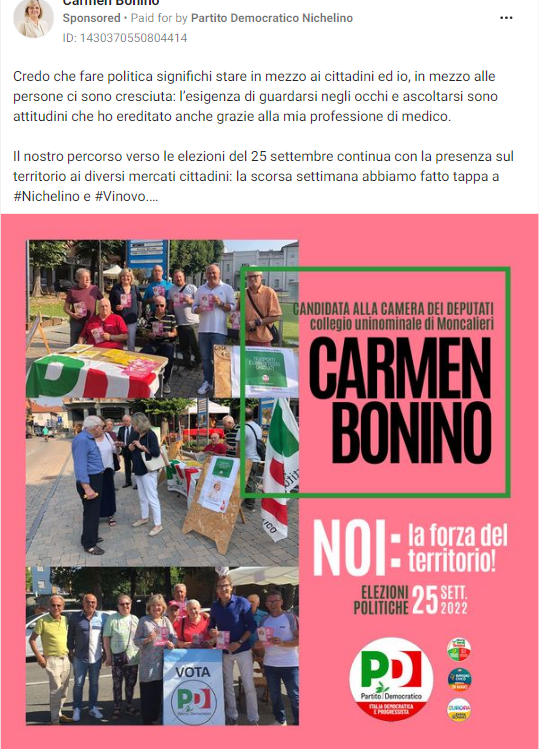 Carmen Bonino
Sponsored • Paid for by Partito Democratico Nichelino
ID: 1430370550804414
Credo che fare politica significhi stare in mezzo ai cittadini ed io, in mezzo alle
persone ci sono cresciuta: l'esigenza di guardarsi negli occhi e ascoltarsi sono
attitudini che ho ereditato anche grazie alla mia professione di medico.
Il nostro percorso verso le elezioni del 25 settembre continua con la presenza sul
territorio ai diversi mercati cittadini: la scorsa settimana abbiamo fatto tappa a
#Nichelino e #Vinovo....
CANDIDATA ALLA CAMERA DEI DEPUTATI
collegio uninominale di Moncalieri
CARMEN
BONINO
NOI: la forza del
territorio!
ELEZIONI
POLITICHE 25 SETT.
2022
VOTA
PD
Partito Democratico
PD
Partito Democratico
ITALIA DEMOCRATICA
E PROGRESSISTA